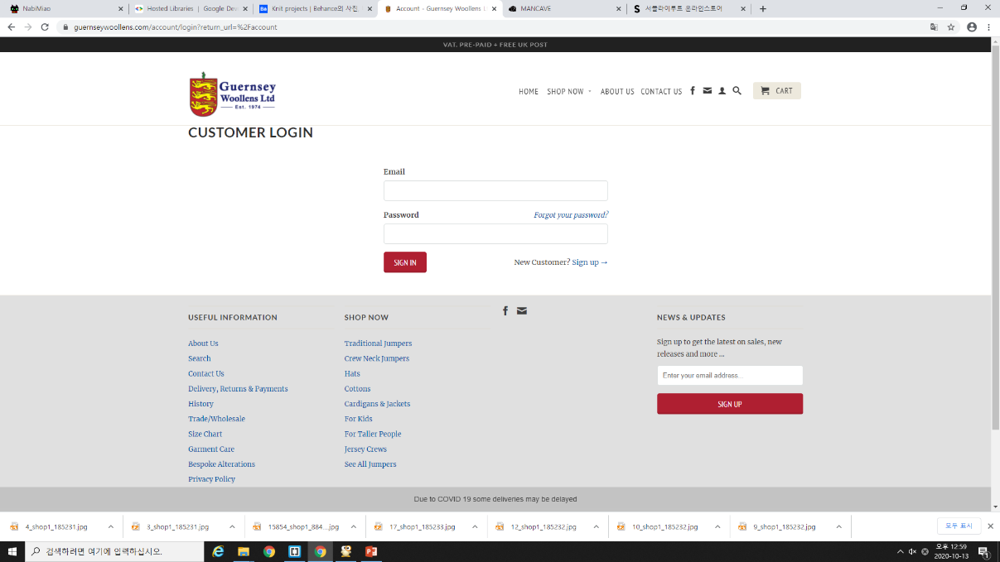 NabiMiao
Hosted Libraries | Google Dev
Knit projects | Behance의 사진
Account - Guernsey Woollens L
MANCAVE
서플라이루트 온라인스토어
guernseywoollens.com/account/login?return_url=%2Faccount
VAT. PRE-PAID + FREE UK POST
Guernsey
Woollens Ltd
Est. 1974
HOME SHOP NOW ABOUT US CONTACT US CART
CUSTOMER LOGIN
Email
Password Forgot your password?
SIGN IN New Customer? Sign up →
USEFUL INFORMATION
About Us
Search
Contact Us
Delivery, Returns & Payments
History
Trade/Wholesale
Size Chart
Garment Care
Bespoke Alterations
Privacy Policy
SHOP NOW
Traditional Jumpers
Crew Neck Jumpers
Hats
Cottons
Cardigans & Jackets
For Kids
For Taller People
Jersey Crews
See All Jumpers
NEWS & UPDATES
Sign up to get the latest on sales, new
releases and more ...
Enter your email address...
SIGN UP
Due to COVID 19 some deliveries may be delayed
4_shop1_185231.jpg
3_shop1_185231.jpg
15854_shop1_884....jpg
17_shop1_185233.jpg
12_shop1_185232.jpg
10_shop1_185232.jpg
9_shop1_185232.jpg
모두 표시
검색하려면 여기에 입력하십시오.
오후 12:59
2020-10-13
1